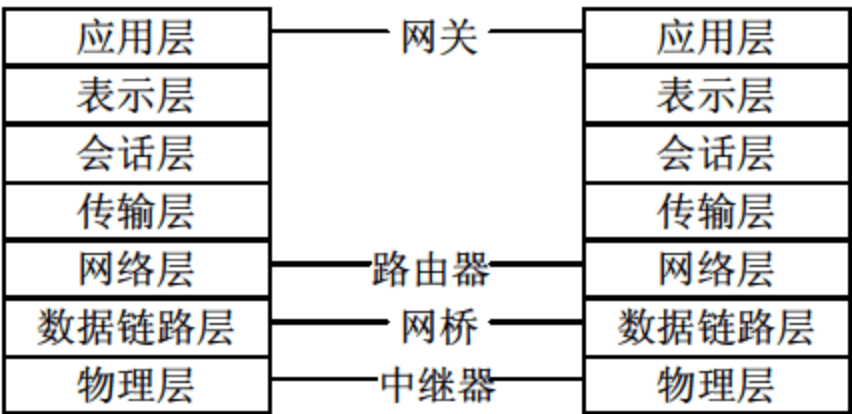 应用层 网关 应用层
表示层 表示层
会话层 会话层
传输层 传输层
网络层 路由器 网络层
数据链路层 网桥 数据链路层
物理层 中继器 物理层